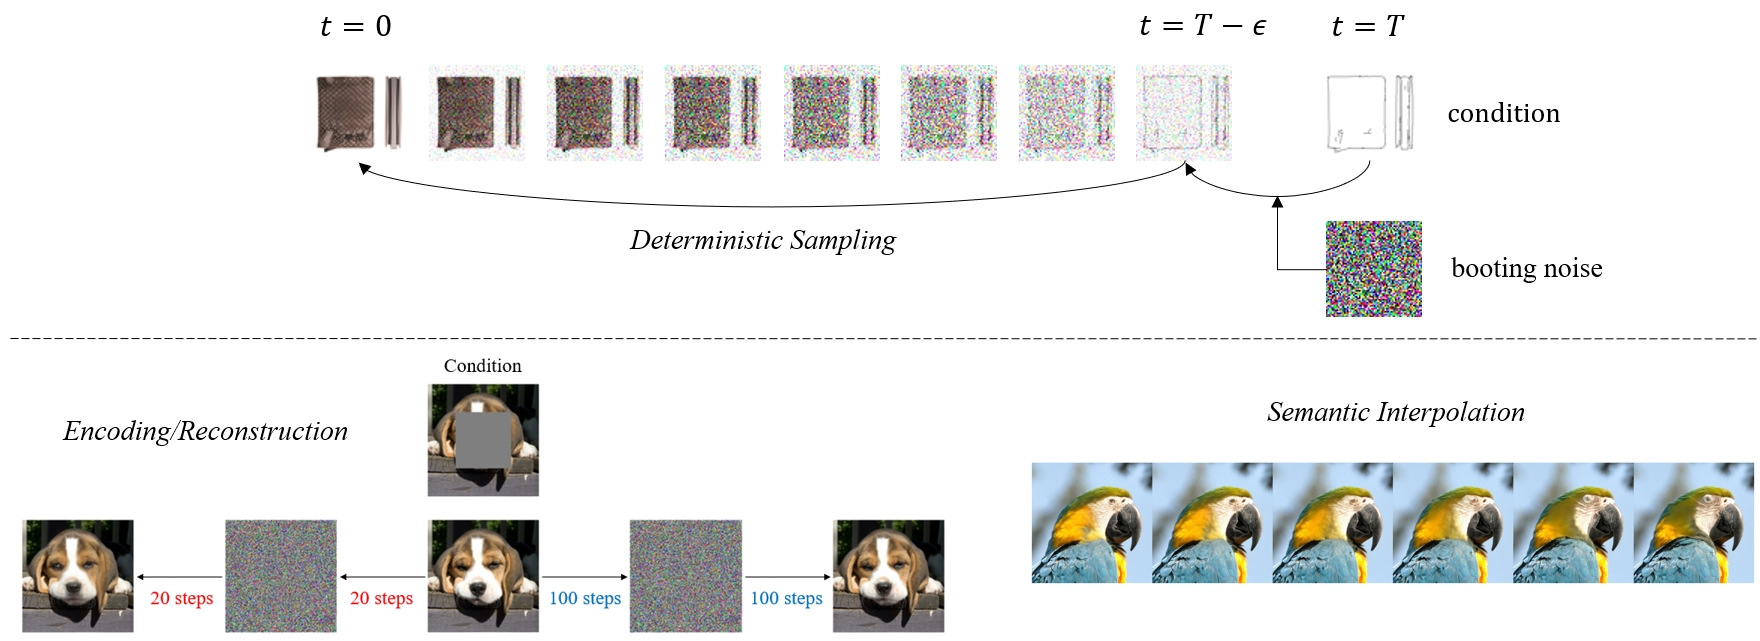 t = 0
t = T − ϵ
t = T
condition
Deterministic Sampling
booting noise
Condition
Encoding/Reconstruction
Semantic Interpolation
20 steps
20 steps
100 steps
100 steps